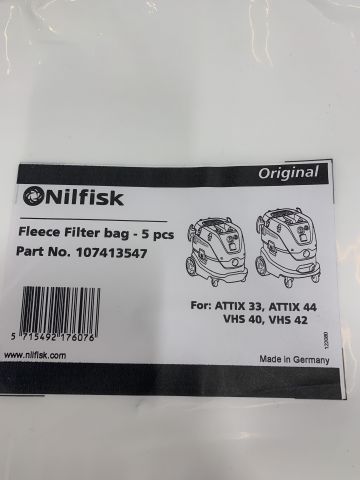 Original
Nilfisk
Fleece Filter bag - 5 pcs
Part No. 107413547
For: ATTIX 33, ATTIX 44
VHS 40, VHS 42
5 715492 176076
www.nilfisk.com
Made in Germany